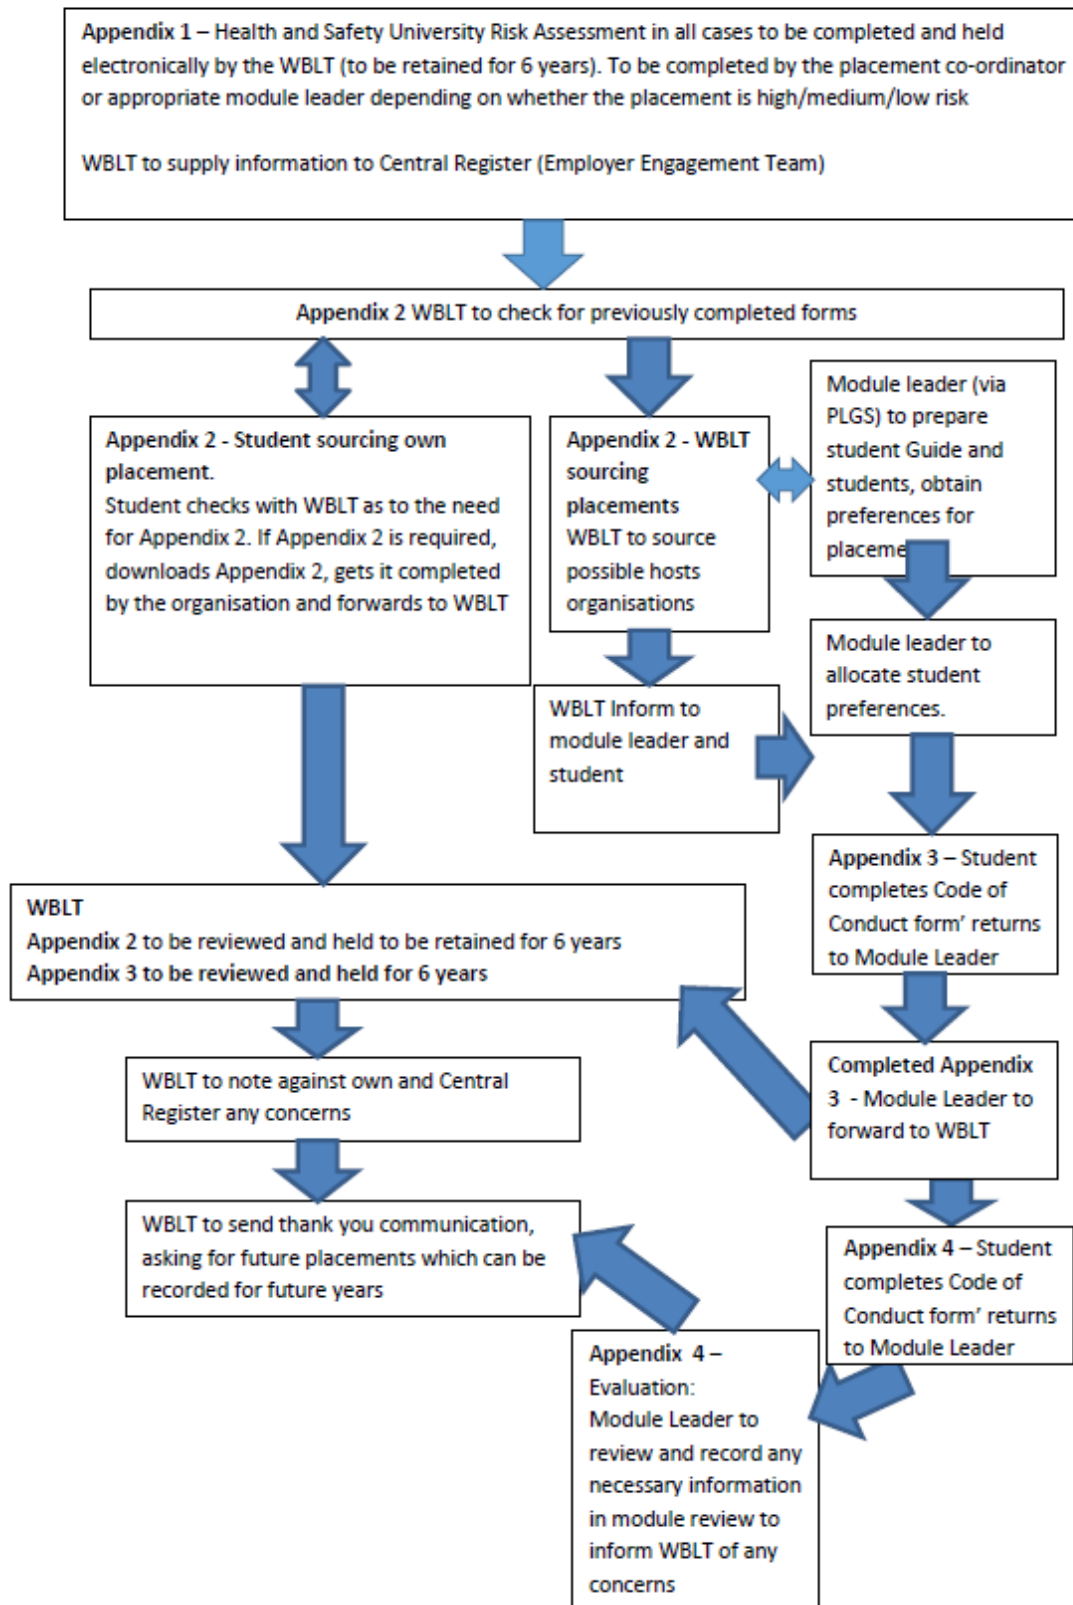 Appendix 1 – Health and Safety University Risk Assessment in all cases to be completed and held
electronically by the WBLT (to be retained for 6 years). To be completed by the placement co-ordinator
or appropriate module leader depending on whether the placement is high/medium/low risk
WBLT to supply information to Central Register (Employer Engagement Team)
Appendix 2 WBLT to check for previously completed forms
Appendix 2 - Student sourcing own
placement.
Student checks with WBLT as to the need
for Appendix 2. If Appendix 2 is required,
downloads Appendix 2, gets it completed
by the organisation and forwards to WBLT
Appendix 2 - WBLT
sourcing
placements
WBLT to source
possible hosts
organisations
Module leader (via
PLGS) to prepare
student Guide and
students, obtain
preferences for
placeme
WBLT Inform to
module leader and
student
Module leader to
allocate student
preferences.
Appendix 3 – Student
completes Code of
Conduct form’ returns
to Module Leader
WBLT
Appendix 2 to be reviewed and held to be retained for 6 years
Appendix 3 to be reviewed and held for 6 years
Completed Appendix
3 - Module Leader to
forward to WBLT
WBLT to note against own and Central
Register any concerns
WBLT to send thank you communication,
asking for future placements which can be
recorded for future years
Appendix 4 – Student
completes Code of
Conduct form’ returns
to Module Leader
Appendix 4 –
Evaluation:
Module Leader to
review and record any
necessary information
in module review to
inform WBLT of any
concerns